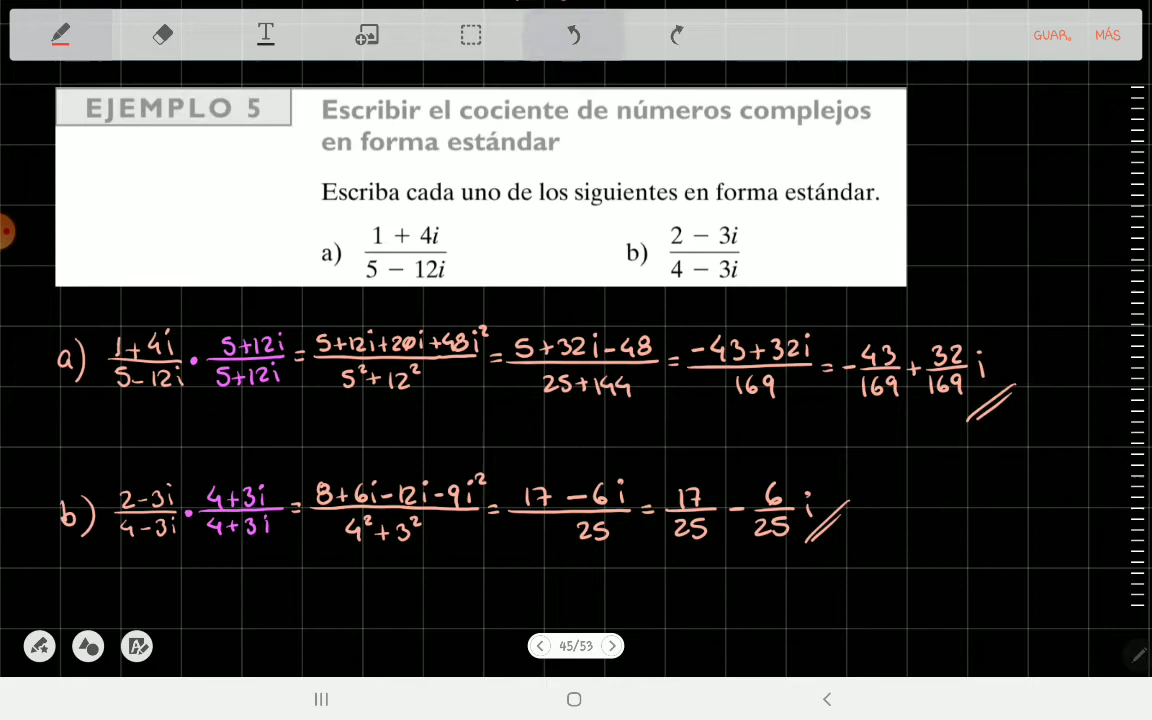 T GUAR. MÁS
EJEMPLO 5
Escribir el cociente de números complejos
en forma estándar
Escriba cada uno de los siguientes en forma estándar.
a) (1 + 4i)/(5 − 12i) b) (2 − 3i)/(4 − 3i)
a) (1+4i)/(5-12i) • (5+12i)/(5+12i) = (5+12i+20i+48i²)/(5²+12²) = (5+32i-48)/(25+144) = (-43+32i)/169 = -43/169 + 32/169 i
b) (2-3i)/(4-3i) • (4+3i)/(4+3i) = (8+6i-12i-9i²)/(4²+3²) = (17-6i)/25 = 17/25 - 6/25 i
45/53